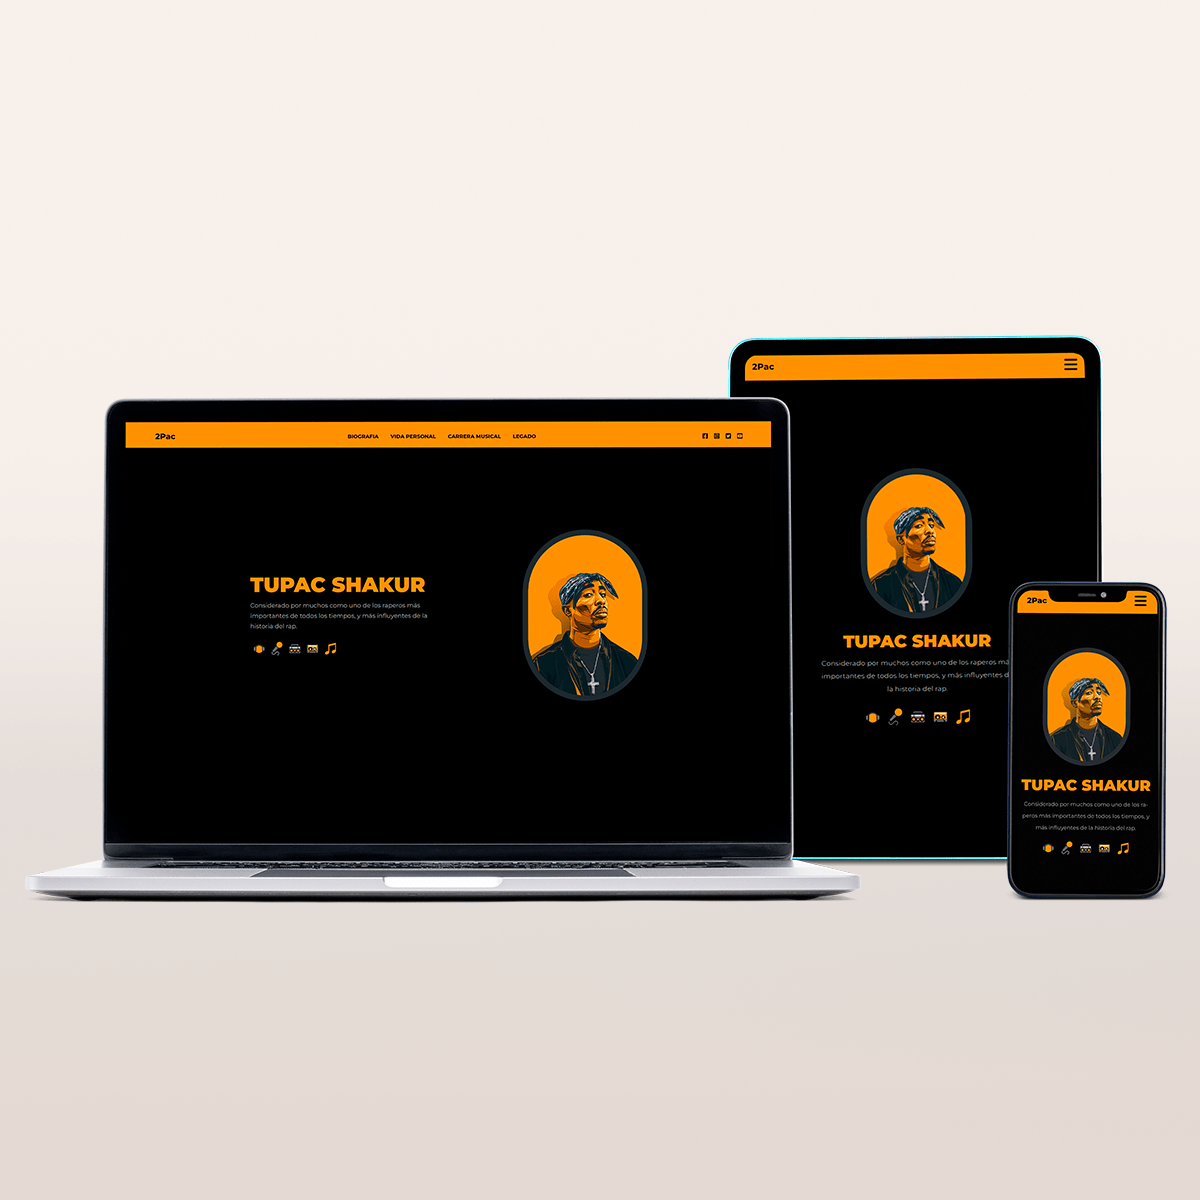 2Pac
BIOGRAFIA
VIDA PERSONAL
CARRERA MUSICAL
LEGADO
TUPAC SHAKUR
Considerado por muchos como uno de los raperos más
importantes de todos los tiempos, y más influyentes de la
historia del rap.
2Pac
TUPAC SHAKUR
Considerado por muchos como uno de los raperos má
importantes de todos los tiempos, y más influyentes d
la historia del rap.
2Pac
TUPAC SHAKUR
Considerado por muchos como uno de los ra-
peros más importantes de todos los tiempos, y
más influyentes de la historia del rap.